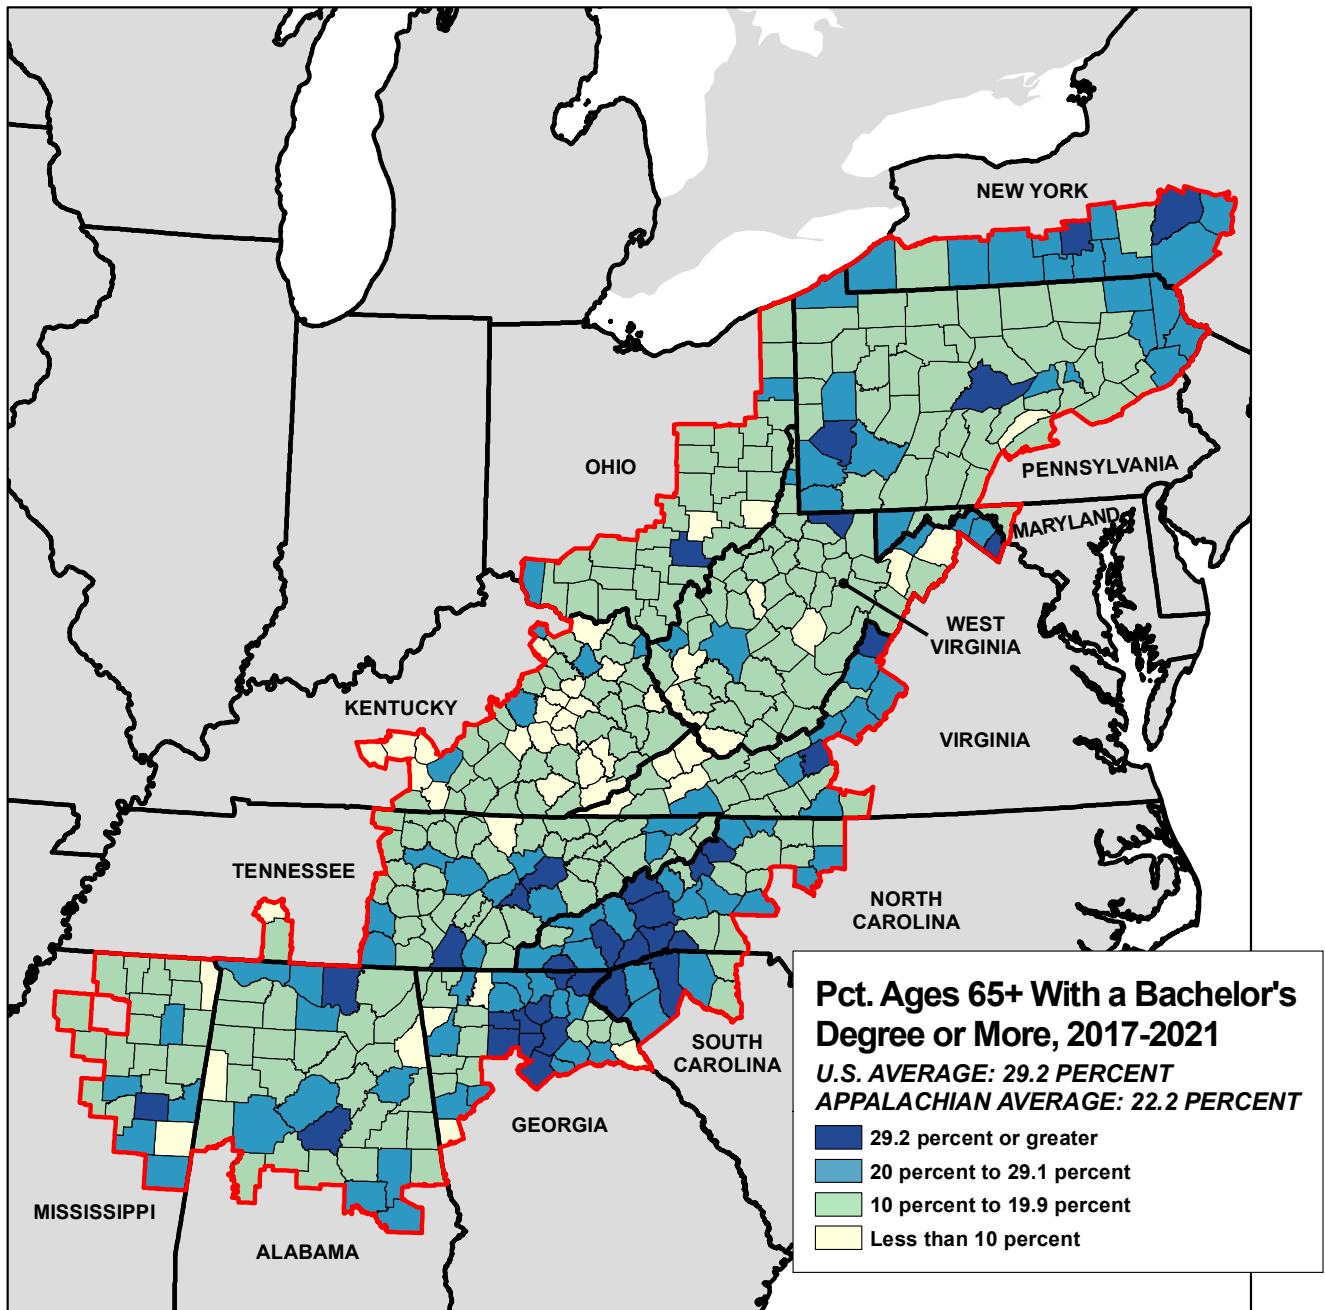 NEW YORK
OHIO
PENNSYLVANIA
MARYLAND
WEST
VIRGINIA
KENTUCKY
VIRGINIA
TENNESSEE
NORTH
CAROLINA
SOUTH
CAROLINA
GEORGIA
MISSISSIPPI
ALABAMA
Pct. Ages 65+ With a Bachelor's
Degree or More, 2017-2021
U.S. AVERAGE: 29.2 PERCENT
APPALACHIAN AVERAGE: 22.2 PERCENT
29.2 percent or greater
20 percent to 29.1 percent
10 percent to 19.9 percent
Less than 10 percent